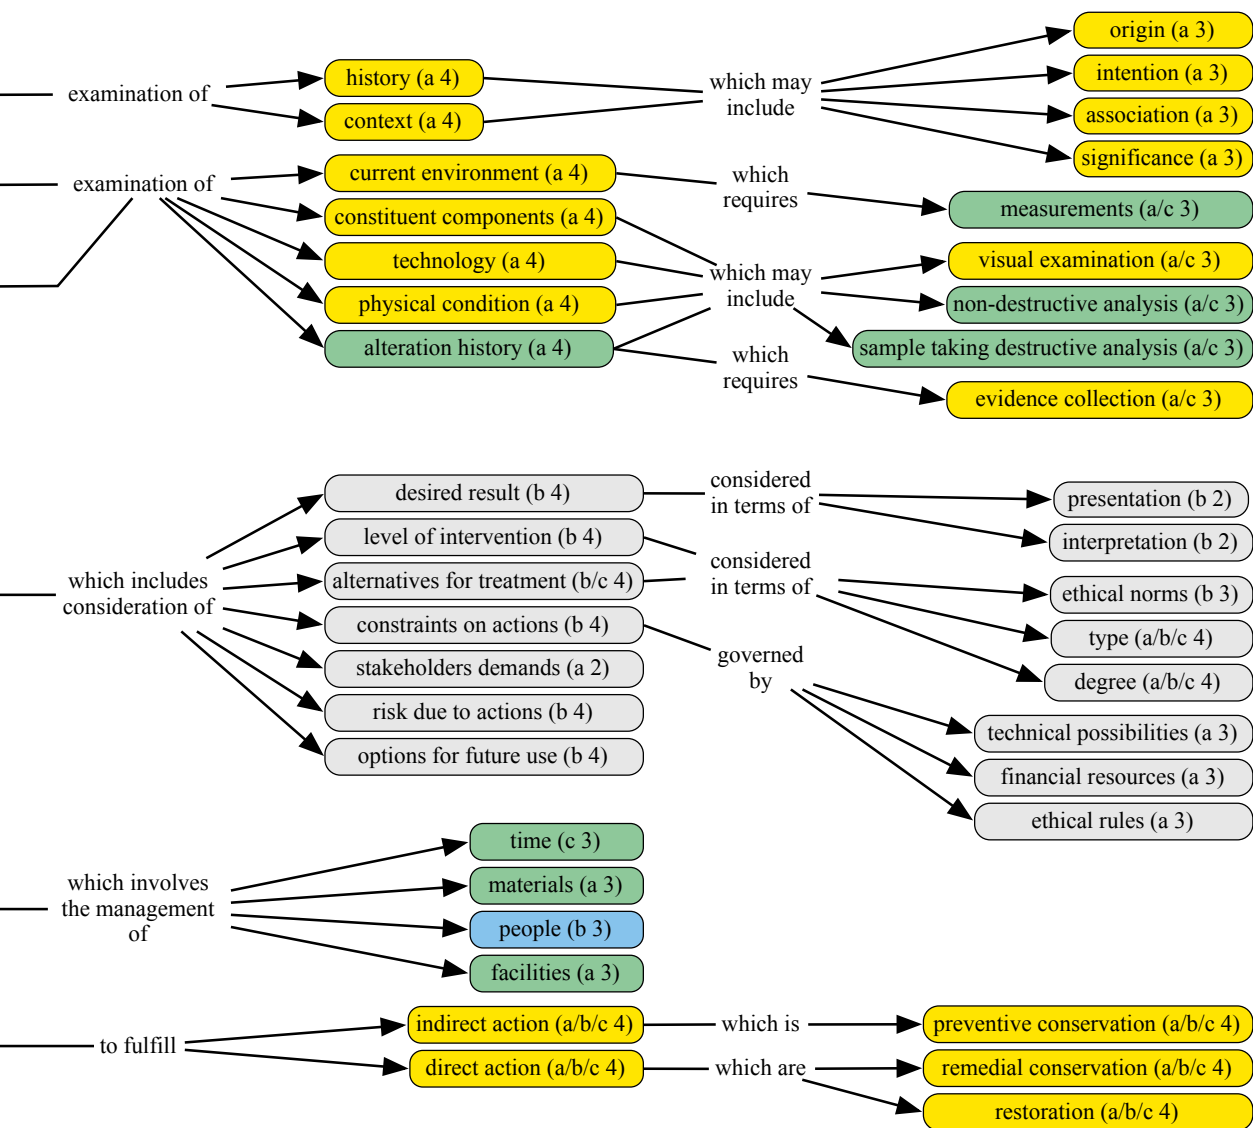 examination of
history (a 4)
context (a 4)
which may
include
origin (a 3)
intention (a 3)
association (a 3)
significance (a 3)
examination of
current environment (a 4)
constituent components (a 4)
technology (a 4)
physical condition (a 4)
alteration history (a 4)
which
requires
measurements (a/c 3)
which may
include
visual examination (a/c 3)
non-destructive analysis (a/c 3)
sample taking destructive analysis (a/c 3)
which
requires
evidence collection (a/c 3)
which includes
consideration of
desired result (b 4)
level of intervention (b 4)
alternatives for treatment (b/c 4)
constraints on actions (b 4)
stakeholders demands (a 2)
risk due to actions (b 4)
options for future use (b 4)
considered
in terms of
presentation (b 2)
interpretation (b 2)
considered
in terms of
ethical norms (b 3)
type (a/b/c 4)
degree (a/b/c 4)
governed
by
technical possibilities (a 3)
financial resources (a 3)
ethical rules (a 3)
which involves
the management
of
time (c 3)
materials (a 3)
people (b 3)
facilities (a 3)
to fulfill
indirect action (a/b/c 4)
which is
preventive conservation (a/b/c 4)
direct action (a/b/c 4)
which are
remedial conservation (a/b/c 4)
restoration (a/b/c 4)